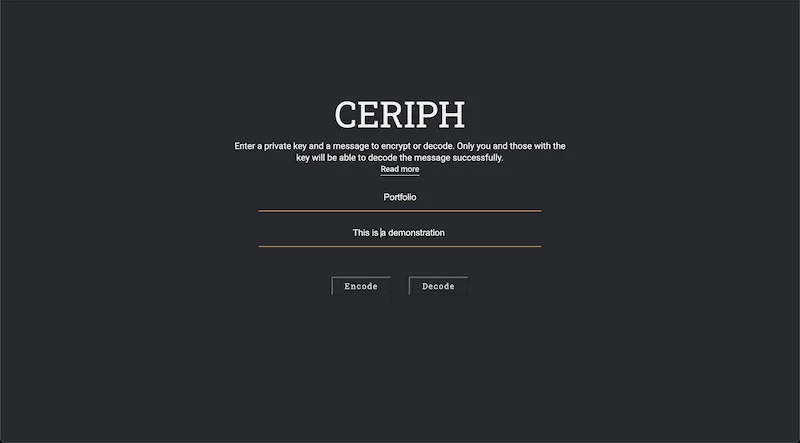 CERIPH
Enter a private key and a message to encrypt or decode. Only you and those with the
key will be able to decode the message successfully.
Read more
Portfolio
This is a demonstration
Encode
Decode